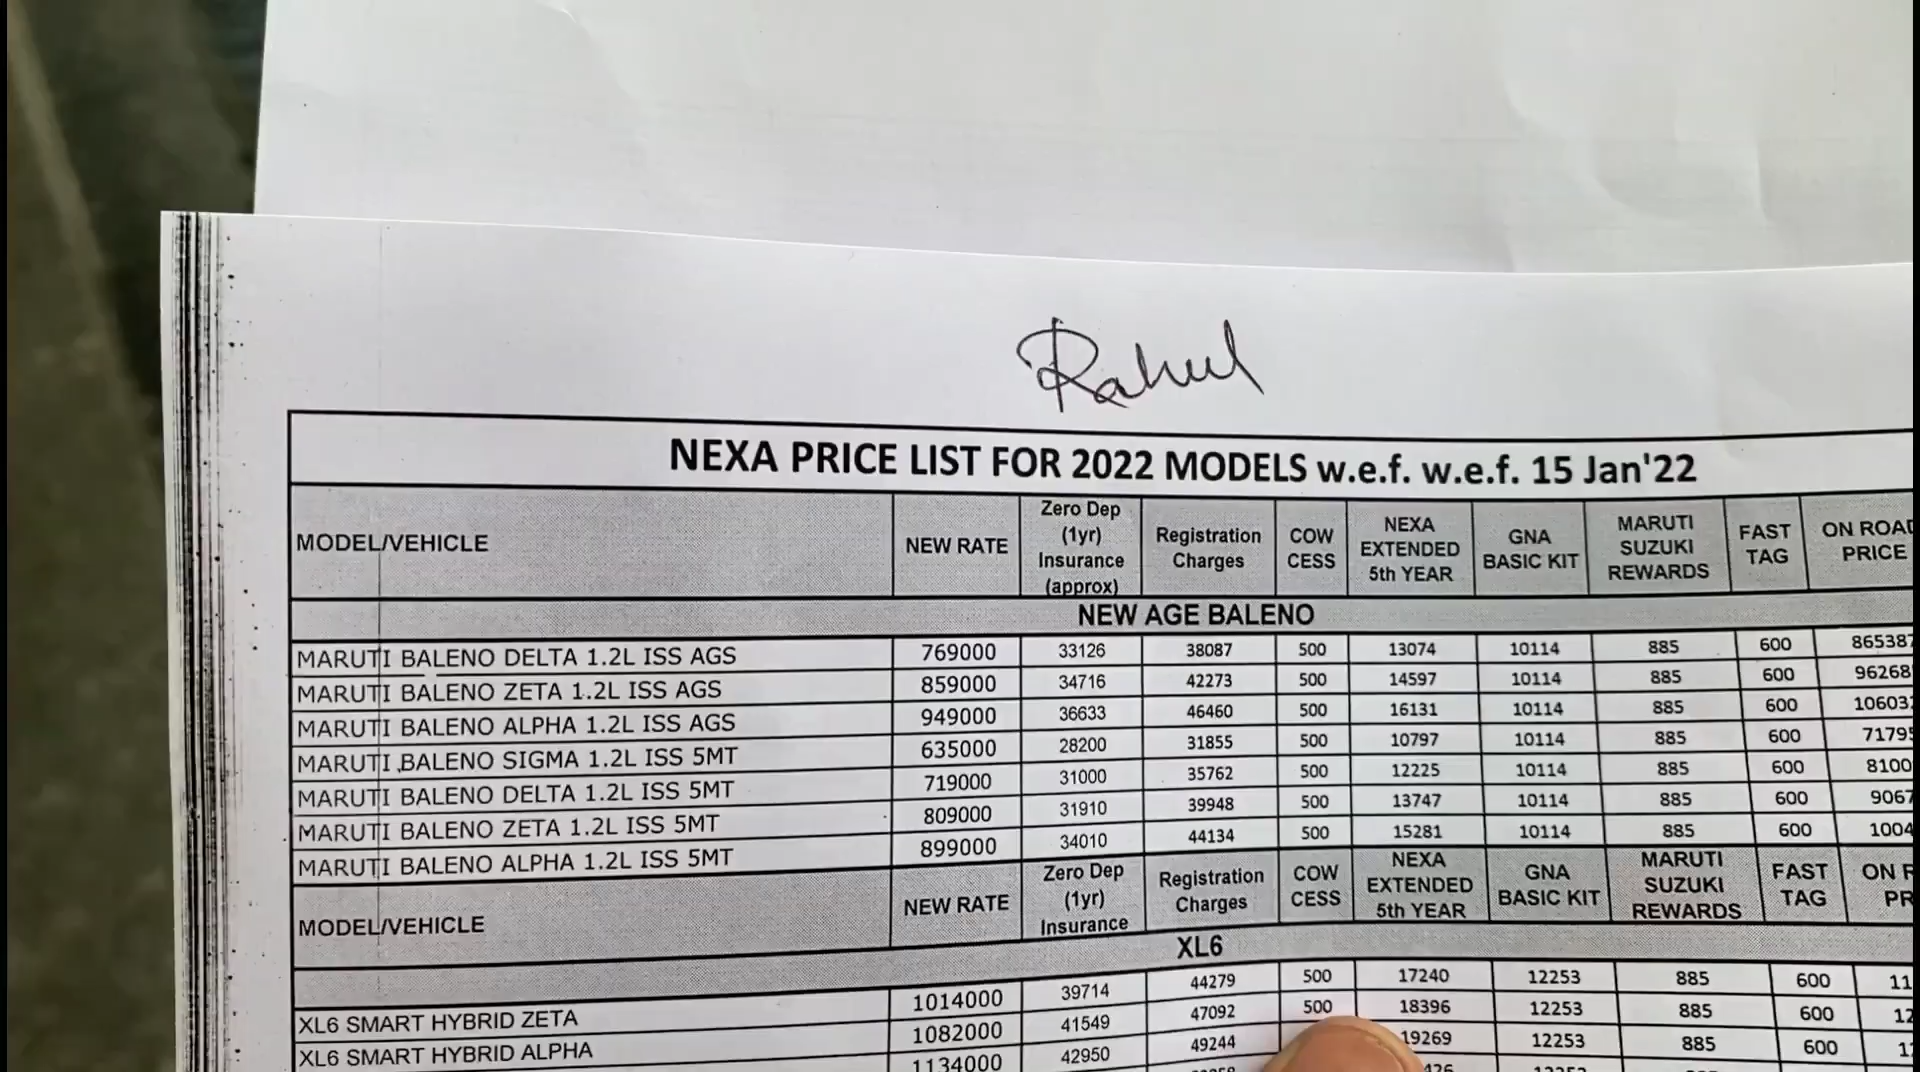 Rahul
NEXA PRICE LIST FOR 2022 MODELS w.e.f. w.e.f. 15 Jan'22
MODEL/VEHICLE NEW RATE Zero Dep (1yr) Insurance (approx) Registration Charges COW CESS NEXA EXTENDED 5th YEAR GNA BASIC KIT MARUTI SUZUKI REWARDS FAST TAG ON ROAD PRICE
NEW AGE BALENO
MARUTI BALENO DELTA 1.2L ISS AGS 769000 33126 38087 500 13074 10114 885 600 865387
MARUTI BALENO ZETA 1.2L ISS AGS 859000 34716 42273 500 14597 10114 885 600 96268
MARUTI BALENO ALPHA 1.2L ISS AGS 949000 36633 46460 500 16131 10114 885 600 10603
MARUTI BALENO SIGMA 1.2L ISS 5MT 635000 28200 31855 500 10797 10114 885 600 7179
MARUTI BALENO DELTA 1.2L ISS 5MT 719000 31000 35762 500 12225 10114 885 600 8100
MARUTI BALENO ZETA 1.2L ISS 5MT 809000 31910 39948 500 13747 10114 885 600 906
MARUTI BALENO ALPHA 1.2L ISS 5MT 899000 34010 44134 500 15281 10114 885 600 1004
MODEL/VEHICLE NEW RATE Zero Dep (1yr) Insurance Registration Charges COW CESS NEXA EXTENDED 5th YEAR GNA BASIC KIT MARUTI SUZUKI REWARDS FAST TAG ON R PR
XL6
XL6 SMART HYBRID ZETA 1014000 39714 44279 500 17240 12253 885 600 11
XL6 SMART HYBRID ALPHA 1082000 41549 47092 500 18396 12253 885 600 12
1134000 42950 49244 19269 12253 885 600